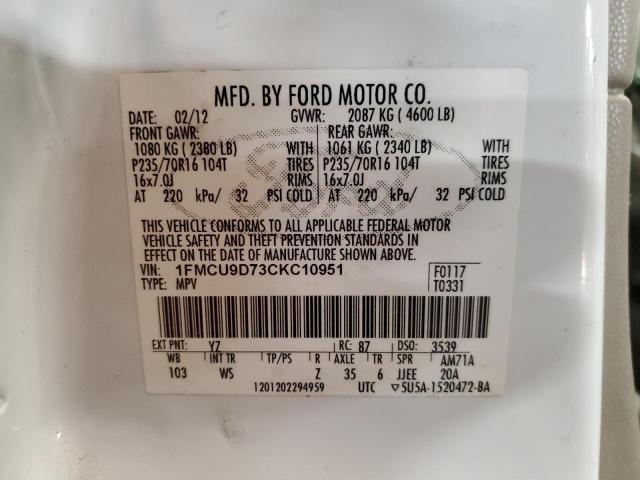 MFD. BY FORD MOTOR CO.
DATE: 02/12 GVWR: 2087 KG ( 4600 LB)
FRONT GAWR: REAR GAWR:
1080 KG ( 2380 LB) WITH 1061 KG ( 2340 LB) WITH
P235/70R16 104T TIRES P235/70R16 104T TIRES
16x7.0J RIMS 16x7.0J RIMS
AT 220 kPa/ 32 PSI COLD AT 220 kPa/ 32 PSI COLD
THIS VEHICLE CONFORMS TO ALL APPLICABLE FEDERAL MOTOR
VEHICLE SAFETY AND THEFT PREVENTION STANDARDS IN
EFFECT ON THE DATE OF MANUFACTURE SHOWN ABOVE.
VIN: 1FMCU9D73CKC10951 F0117
TYPE: MPV T0331
EXT PNT: YZ RC: 87 DSO: 3539
WB INT TR TP/PS R AXLE TR SPR AM71A
103 WS Z 35 6 JJEE 20A
1201202294959 UTC ▽5U5A-1520472-BA